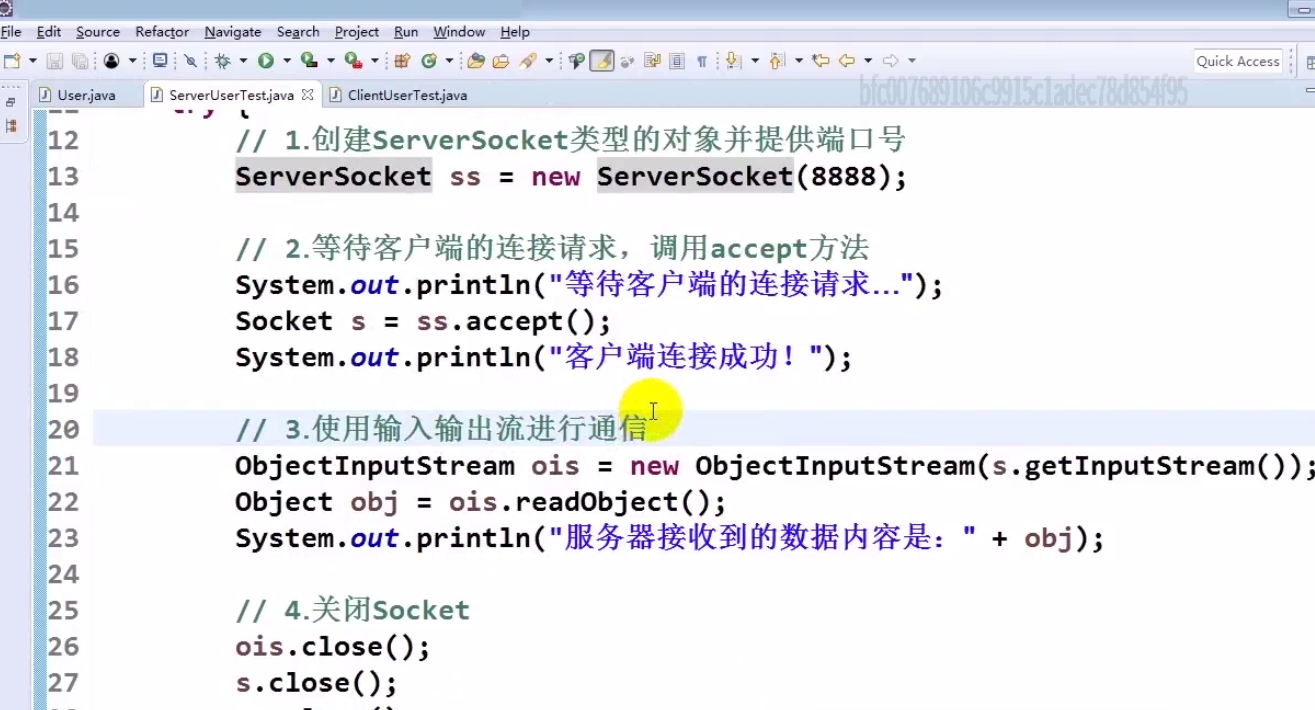 File Edit Source Refactor Navigate Search Project Run Window Help
Quick Access
User.java ServerUserTest.java ClientUserTest.java
bfc007689106c9915c1adec78d854f95
try {
12 // 1.创建ServerSocket类型的对象并提供端口号
13 ServerSocket ss = new ServerSocket(8888);
14
15 // 2.等待客户端的连接请求，调用accept方法
16 System.out.println("等待客户端的连接请求...");
17 Socket s = ss.accept();
18 System.out.println("客户端连接成功！");
19
20 // 3.使用输入输出流进行通信
21 ObjectInputStream ois = new ObjectInputStream(s.getInputStream());
22 Object obj = ois.readObject();
23 System.out.println("服务器接收到的数据内容是：" + obj);
24
25 // 4.关闭Socket
26 ois.close();
27 s.close();